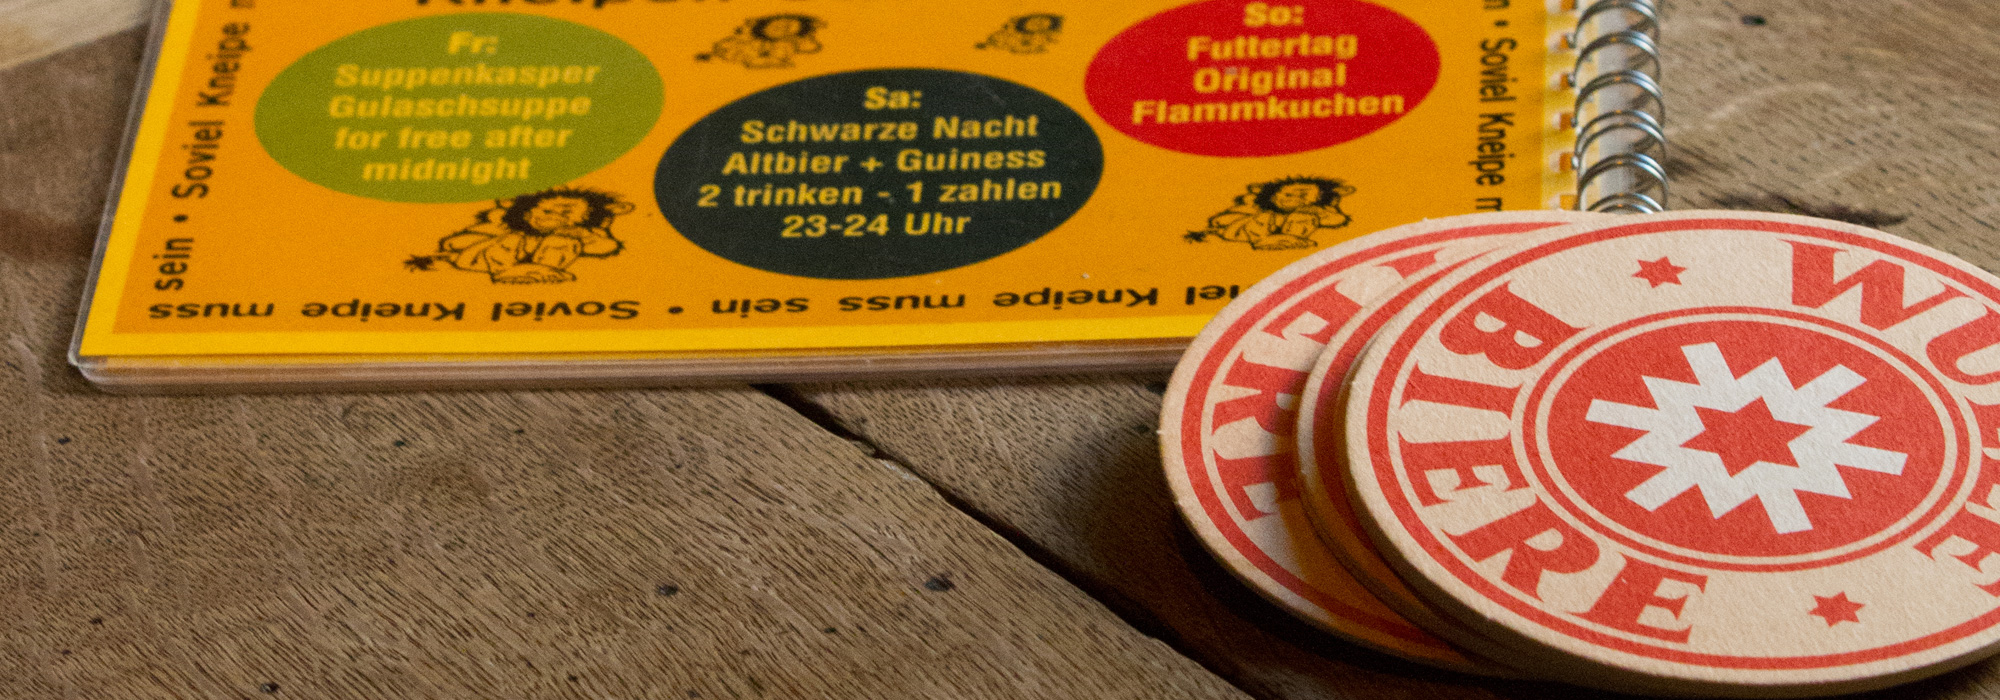 Fr:
Suppenkasper
Gulaschsuppe
for free after
midnight
Sa:
Schwarze Nacht
Altbier + Guiness
2 trinken - 1 zahlen
23-24 Uhr
So:
Futtertag
Original
Flammkuchen
sein • Soviel Kneipe
Soviel Kneipe muss
Soviel Kneipe muss sein •
• Soviel Kneipe
BIERE